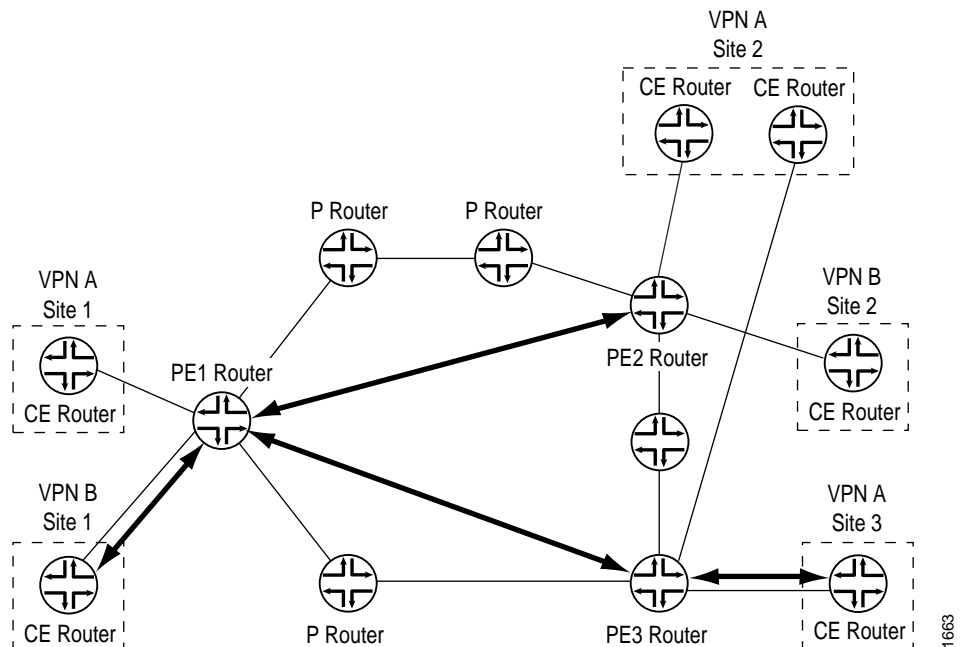 VPN A
Site 2
CE Router
CE Router
P Router
P Router
VPN A
Site 1
VPN B
Site 2
PE1 Router
PE2 Router
CE Router
CE Router
VPN B
Site 1
VPN A
Site 3
CE Router
P Router
PE3 Router
CE Router
1663